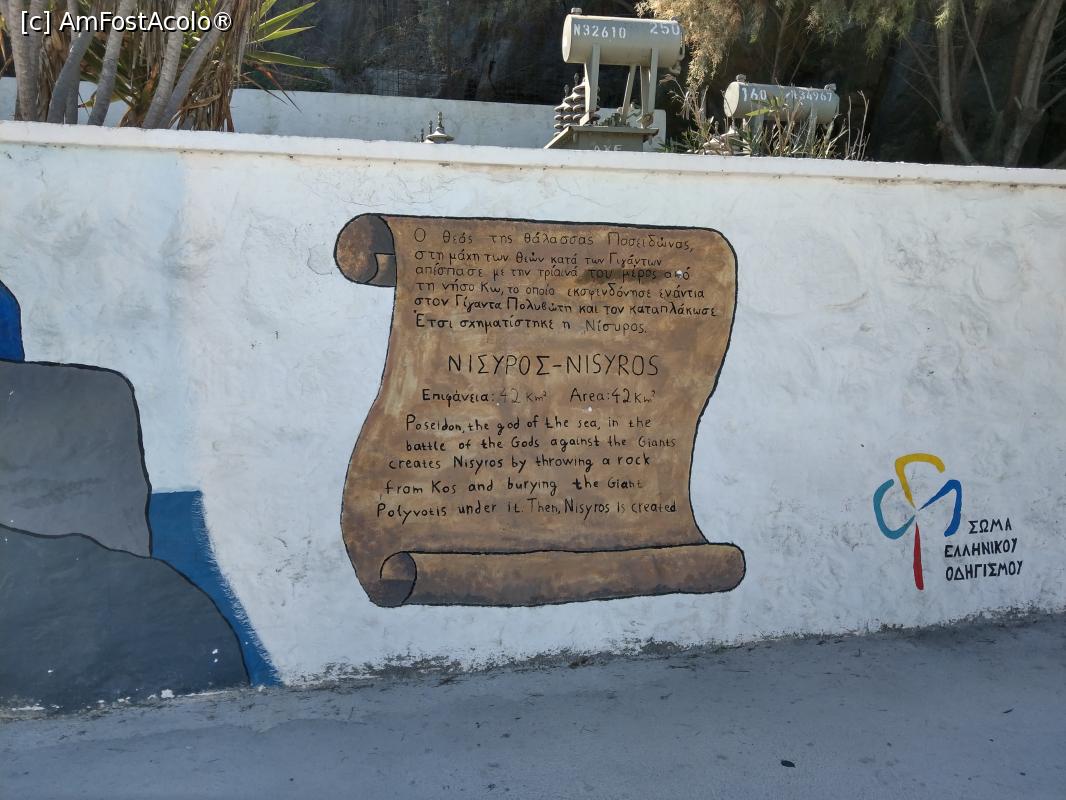 [c] AmFostAcolo®
N32610 250
160 N34967
ΑΧΕ
Ο θεός της θάλασσας Ποσειδώνας,
στη μάχη των θεών κατά των Γιγάντων
απέσπασε με την τρίαινά του μέρος από
τη νήσο Κω, το οποίο εκσφενδόνησε ενάντια
στον Γίγαντα Πολυβώτη και τον καταπλάκωσε
Έτσι σχηματίστηκε η Νίσυρος.
ΝΙΣΥΡΟΣ-NISYROS
Επιφάνεια: 42 Km² Area: 42 Km²
Poseidon, the god of the sea, in the
battle of the Gods against the Giants
creates Nisyros by throwing a rock
from Kos and burying the Giant
Polyvotis under it. Then, Nisyros is created
ΣΩΜΑ
ΕΛΛΗΝΙΚΟΥ
ΟΔΗΓΙΣΜΟΥ